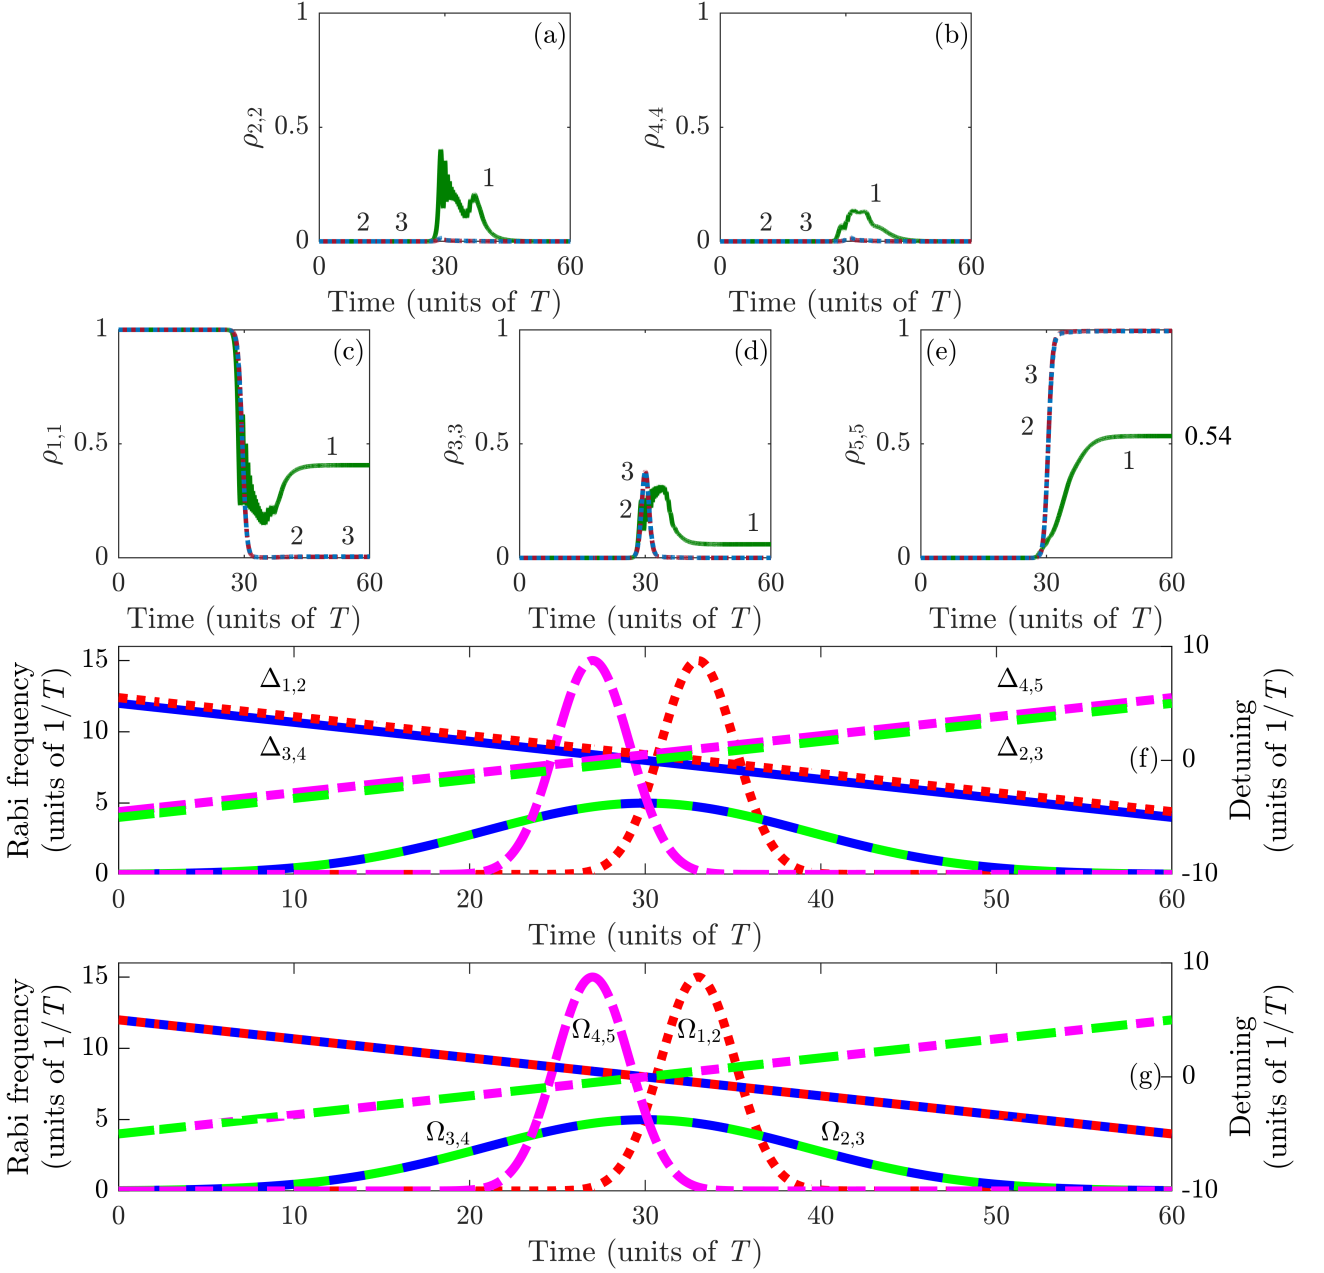 1
(a)
ρ2,2
0.5
1
2 3
0
0 30 60
Time (units of T)
1
(b)
ρ4,4
0.5
1
2 3
0
0 30 60
Time (units of T)
1
(c)
ρ1,1
0.5
1
2 3
0
0 30 60
Time (units of T)
1
(d)
ρ3,3
0.5
3
2
1
0
0 30 60
Time (units of T)
1
(e)
ρ5,5
3
0.5
2
0.54
1
0
0 30 60
Time (units of T)
Rabi frequency
(units of 1/T)
15
10
5
0
Δ1,2
Δ3,4
Δ4,5
Δ2,3
(f)
10
0
-10
Detuning
(units of 1/T)
0 10 20 30 40 50 60
Time (units of T)
Rabi frequency
(units of 1/T)
15
10
5
0
Ω4,5
Ω1,2
Ω3,4
Ω2,3
(g)
10
0
-10
Detuning
(units of 1/T)
0 10 20 30 40 50 60
Time (units of T)